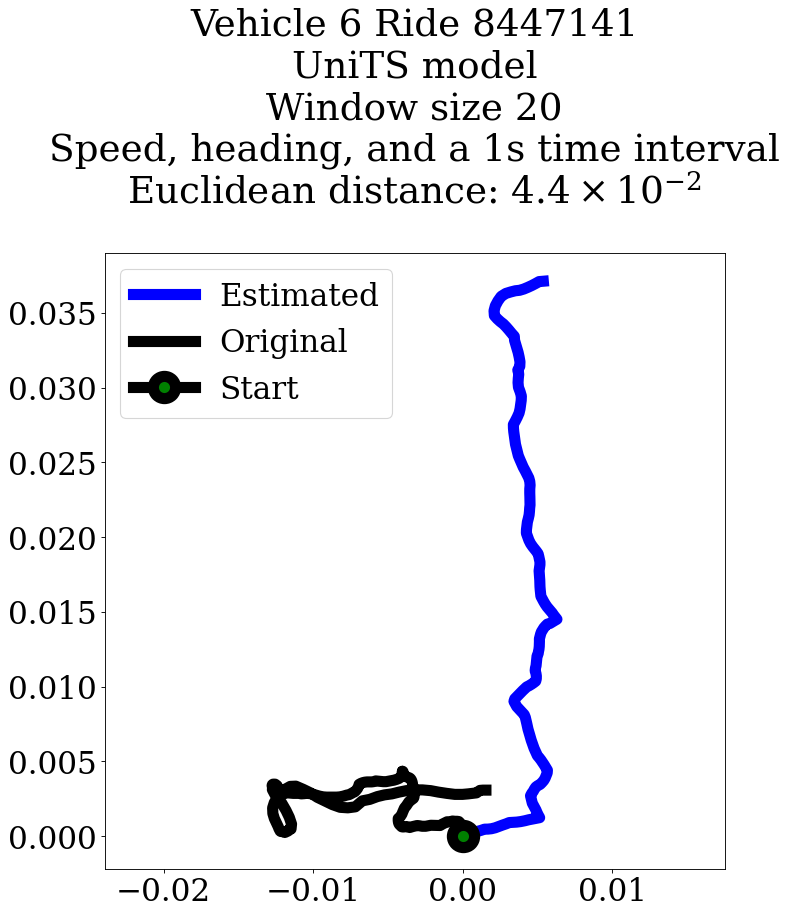 Vehicle 6 Ride 8447141
UniTS model
Window size 20
Speed, heading, and a 1s time interval
Euclidean distance: 4.4 × 10⁻²
Estimated
Original
Start
0.035
0.030
0.025
0.020
0.015
0.010
0.005
0.000
−0.02
−0.01
0.00
0.01